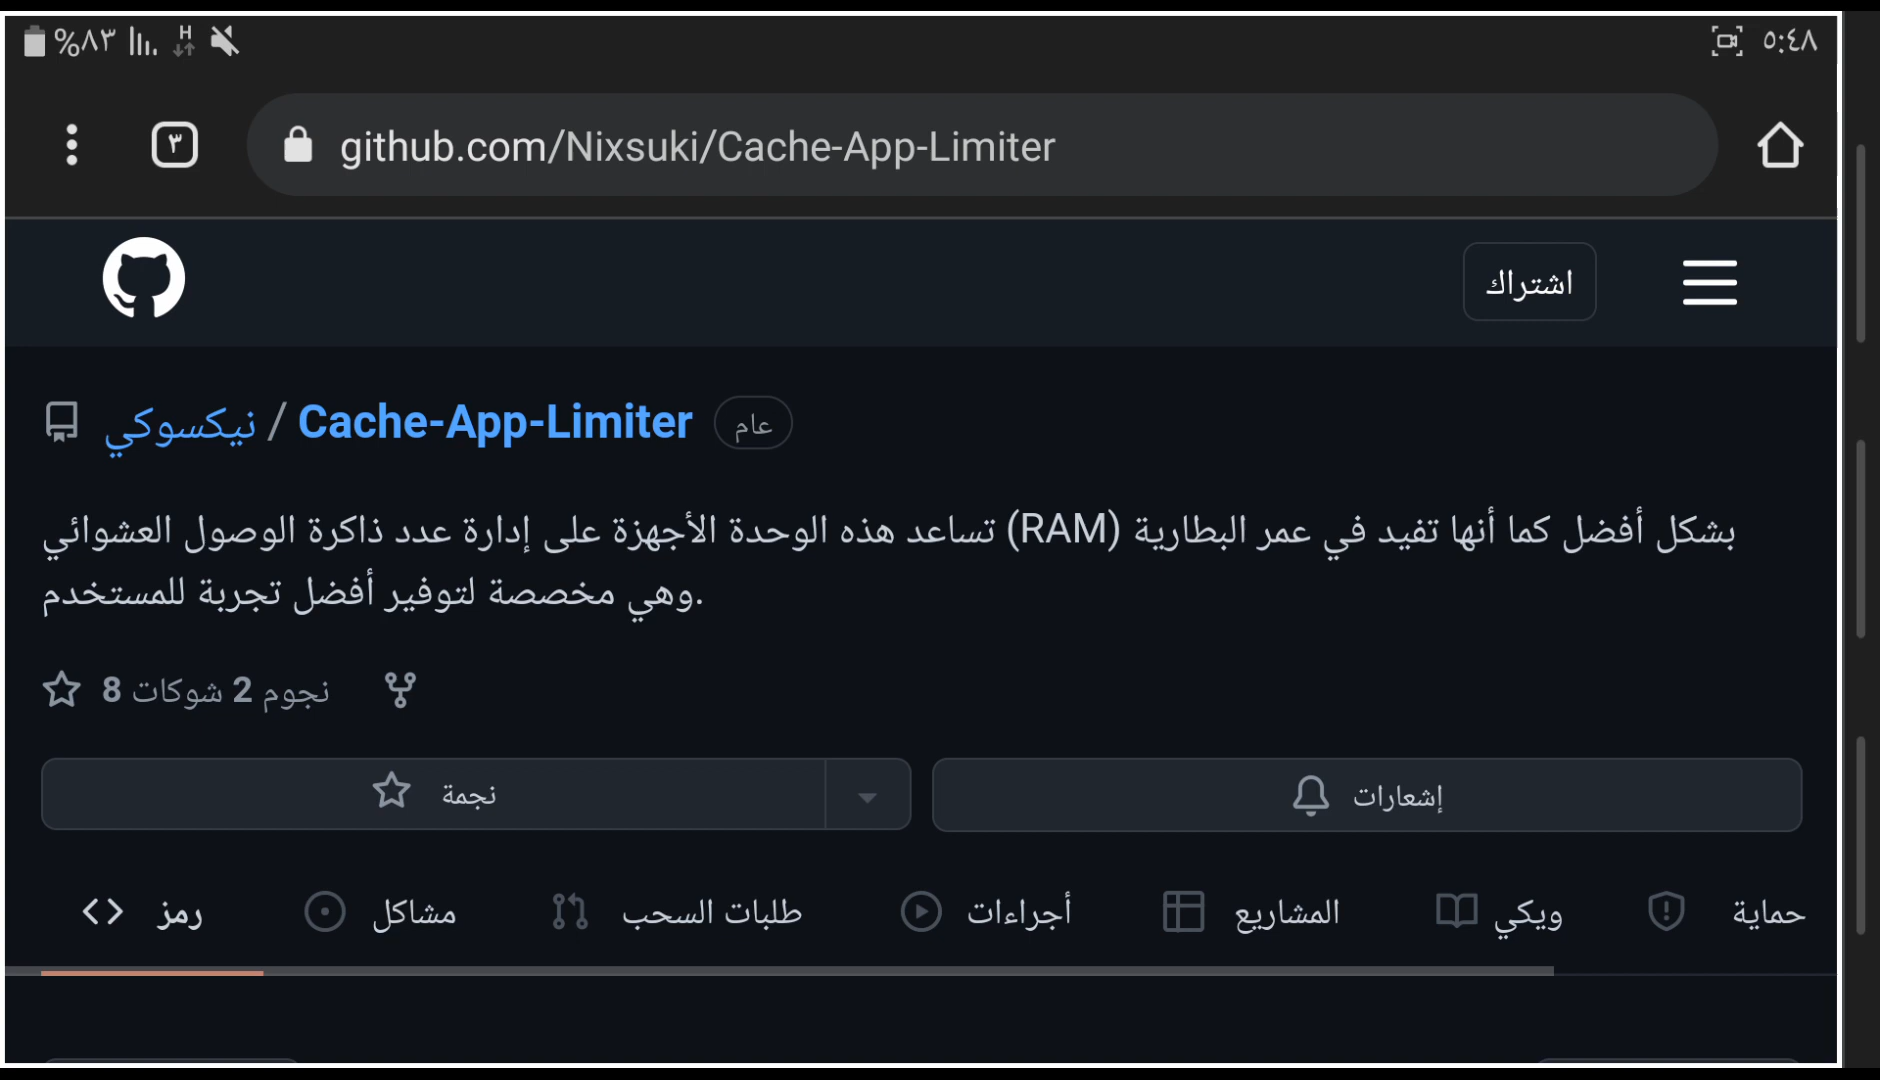 %٨٣ H ٥:٤٨
٣ github.com/Nixsuki/Cache-App-Limiter
اشتراك
نيكسوكي / Cache-App-Limiter عام
بشكل أفضل كما أنها تفيد في عمر البطارية (RAM) تساعد هذه الوحدة الأجهزة على إدارة عدد ذاكرة الوصول العشوائي
.وهي مخصصة لتوفير أفضل تجربة للمستخدم
8 شوكات 2 نجوم
نجمة إشعارات
رمز مشاكل طلبات السحب أجراءات المشاريع ويكي حماية